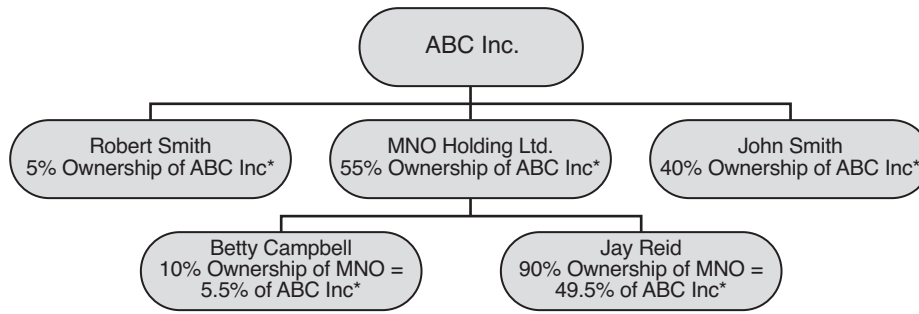 ABC Inc.
Robert Smith
5% Ownership of ABC Inc*
MNO Holding Ltd.
55% Ownership of ABC Inc*
John Smith
40% Ownership of ABC Inc*
Betty Campbell
10% Ownership of MNO =
5.5% of ABC Inc*
Jay Reid
90% Ownership of MNO =
49.5% of ABC Inc*